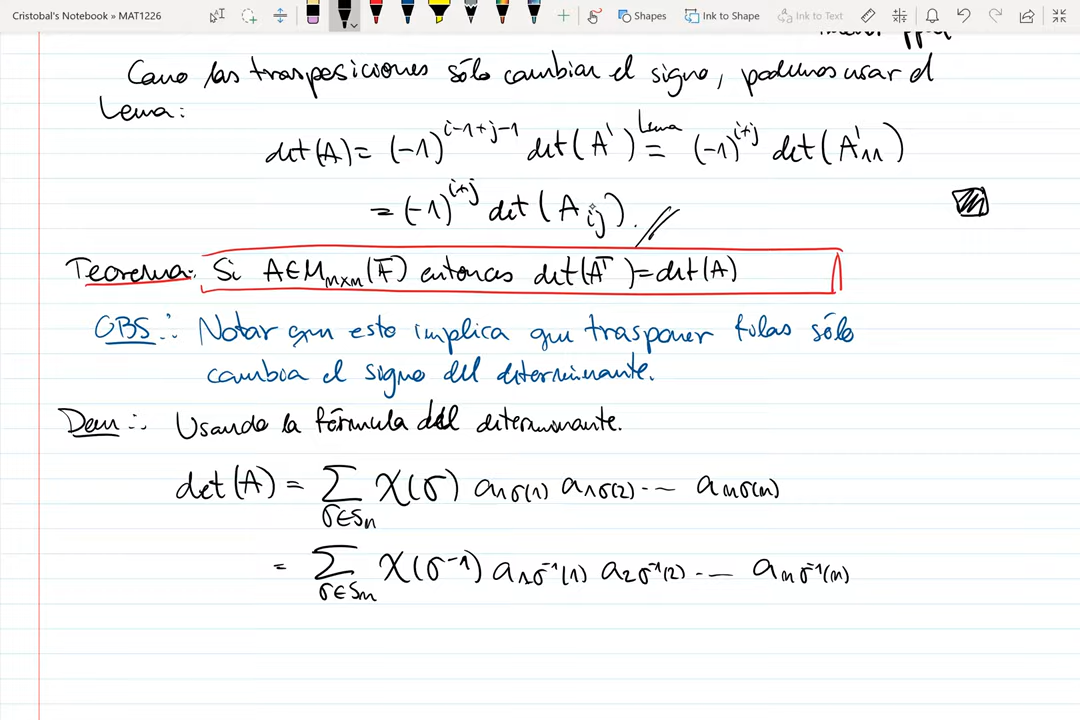 Cristobal's Notebook » MAT1226
Shapes
Ink to Shape
Ink to Text
Como las trasposiciones sólo cambian el signo, podemos usar el
Lema:
det(A) = (-1)^{i-1+j-1} det(A') \overset{Lema}{=} (-1)^{i+j} det(A'_{11})
= (-1)^{i+j} det(A_{ij}). //
Teorema: Si A∈M_{n×n}(F) entonces det(A^T) = det(A)
OBS∴ Notar que esto implica que trasponer filas sólo
cambia el signo del determinante.
Dem∴ Usando la fórmula del determinante.
det(A) = \sum_{σ∈S_n} χ(σ) a_{1σ(1)} a_{1σ(2)} ... a_{nσ(n)}
= \sum_{σ∈S_n} χ(σ^{-1}) a_{1σ^{-1}(1)} a_{2σ^{-1}(2)} ... a_{nσ^{-1}(n)}